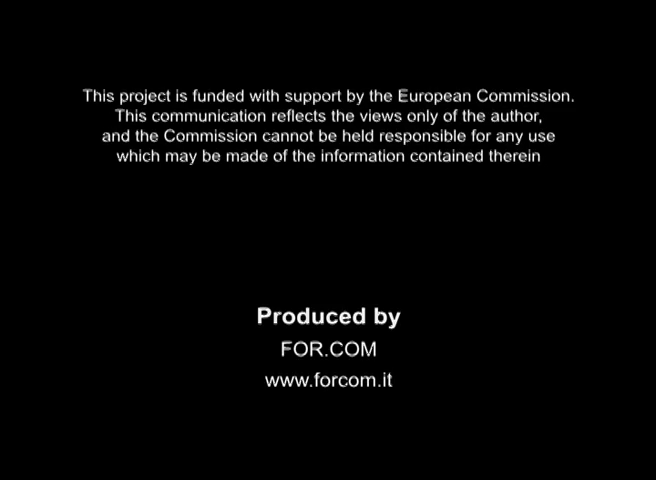 This project is funded with support by the European Commission.
This communication reflects the views only of the author,
and the Commission cannot be held responsible for any use
which may be made of the information contained therein
Produced by
FOR.COM
www.forcom.it